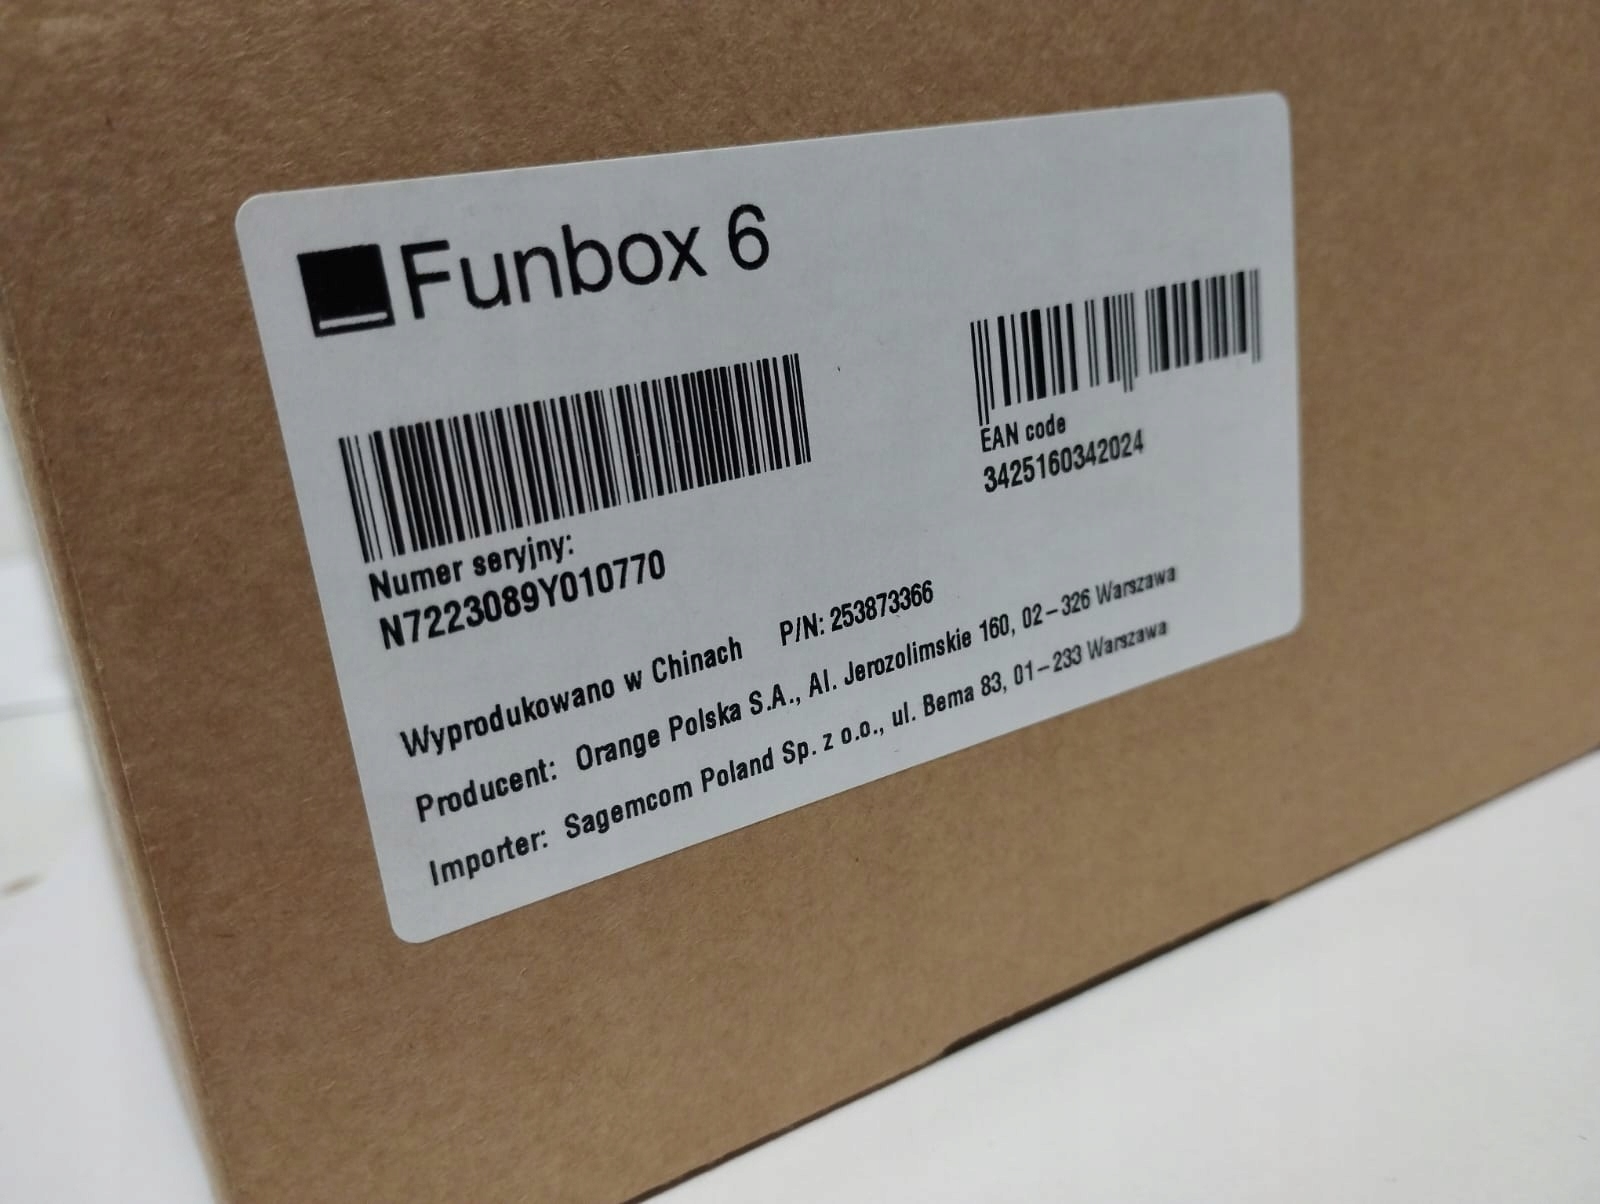 Funbox 6
Numer seryjny:
N7223089Y010770
EAN code
3425160342024
Wyprodukowano w Chinach P/N: 253873366
Producent: Orange Polska S.A., Al. Jerozolimskie 160, 02-326 Warszawa
Importer: Sagemcom Poland Sp. z o.o., ul. Bema 83, 01-233 Warszawa